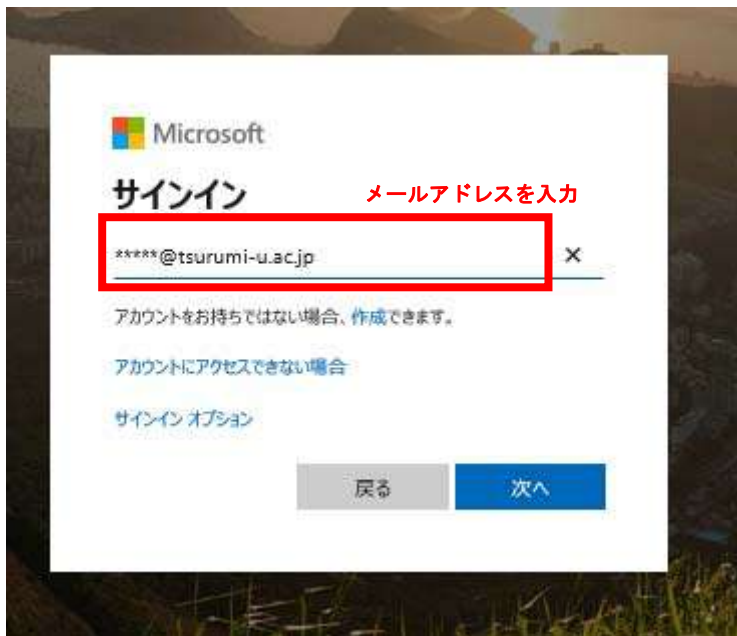 Microsoft
サインイン
メールアドレスを入力
*****@tsurumi-u.ac.jp ×
アカウントをお持ちではない場合、作成できます。
アカウントにアクセスできない場合
サインイン オプション
戻る
次へ